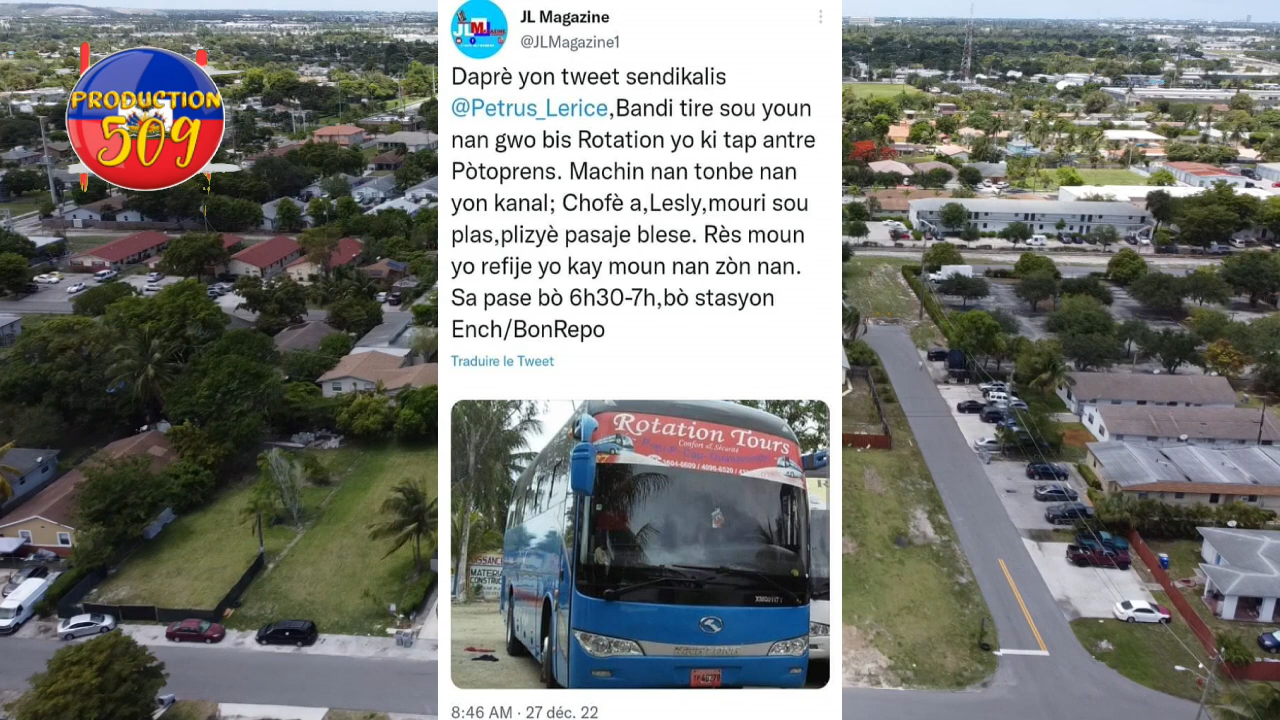 PRODUCTION
509
JL Magazine
@JLMagazine1
Daprè yon tweet sendikalis
@Petrus_Lerice,Bandi tire sou youn
nan gwo bis Rotation yo ki tap antre
Pòtoprens. Machin nan tonbe nan
yon kanal; Chofè a,Lesly,mouri sou
plas,plizyè pasaje blese. Rès moun
yo refije yo kay moun nan zòn nan.
Sa pase bò 6h30-7h,bò stasyon
Ench/BonRepo
Traduire le Tweet
Rotation Tours
Confort & Sécurité
MATERIA
CONSTRUC
8:46 AM · 27 déc. 22